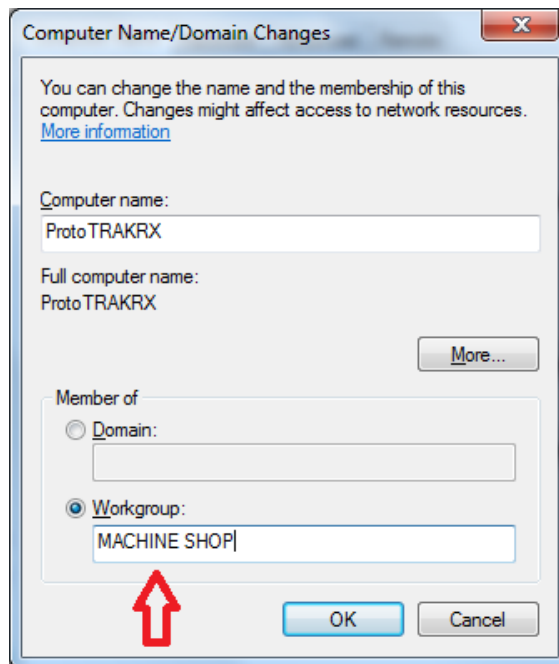 Computer Name/Domain Changes
You can change the name and the membership of this
computer. Changes might affect access to network resources.
More information
Computer name:
ProtoTRAKRX
Full computer name:
ProtoTRAKRX
More...
Member of
Domain:
Workgroup:
MACHINE SHOP
OK Cancel